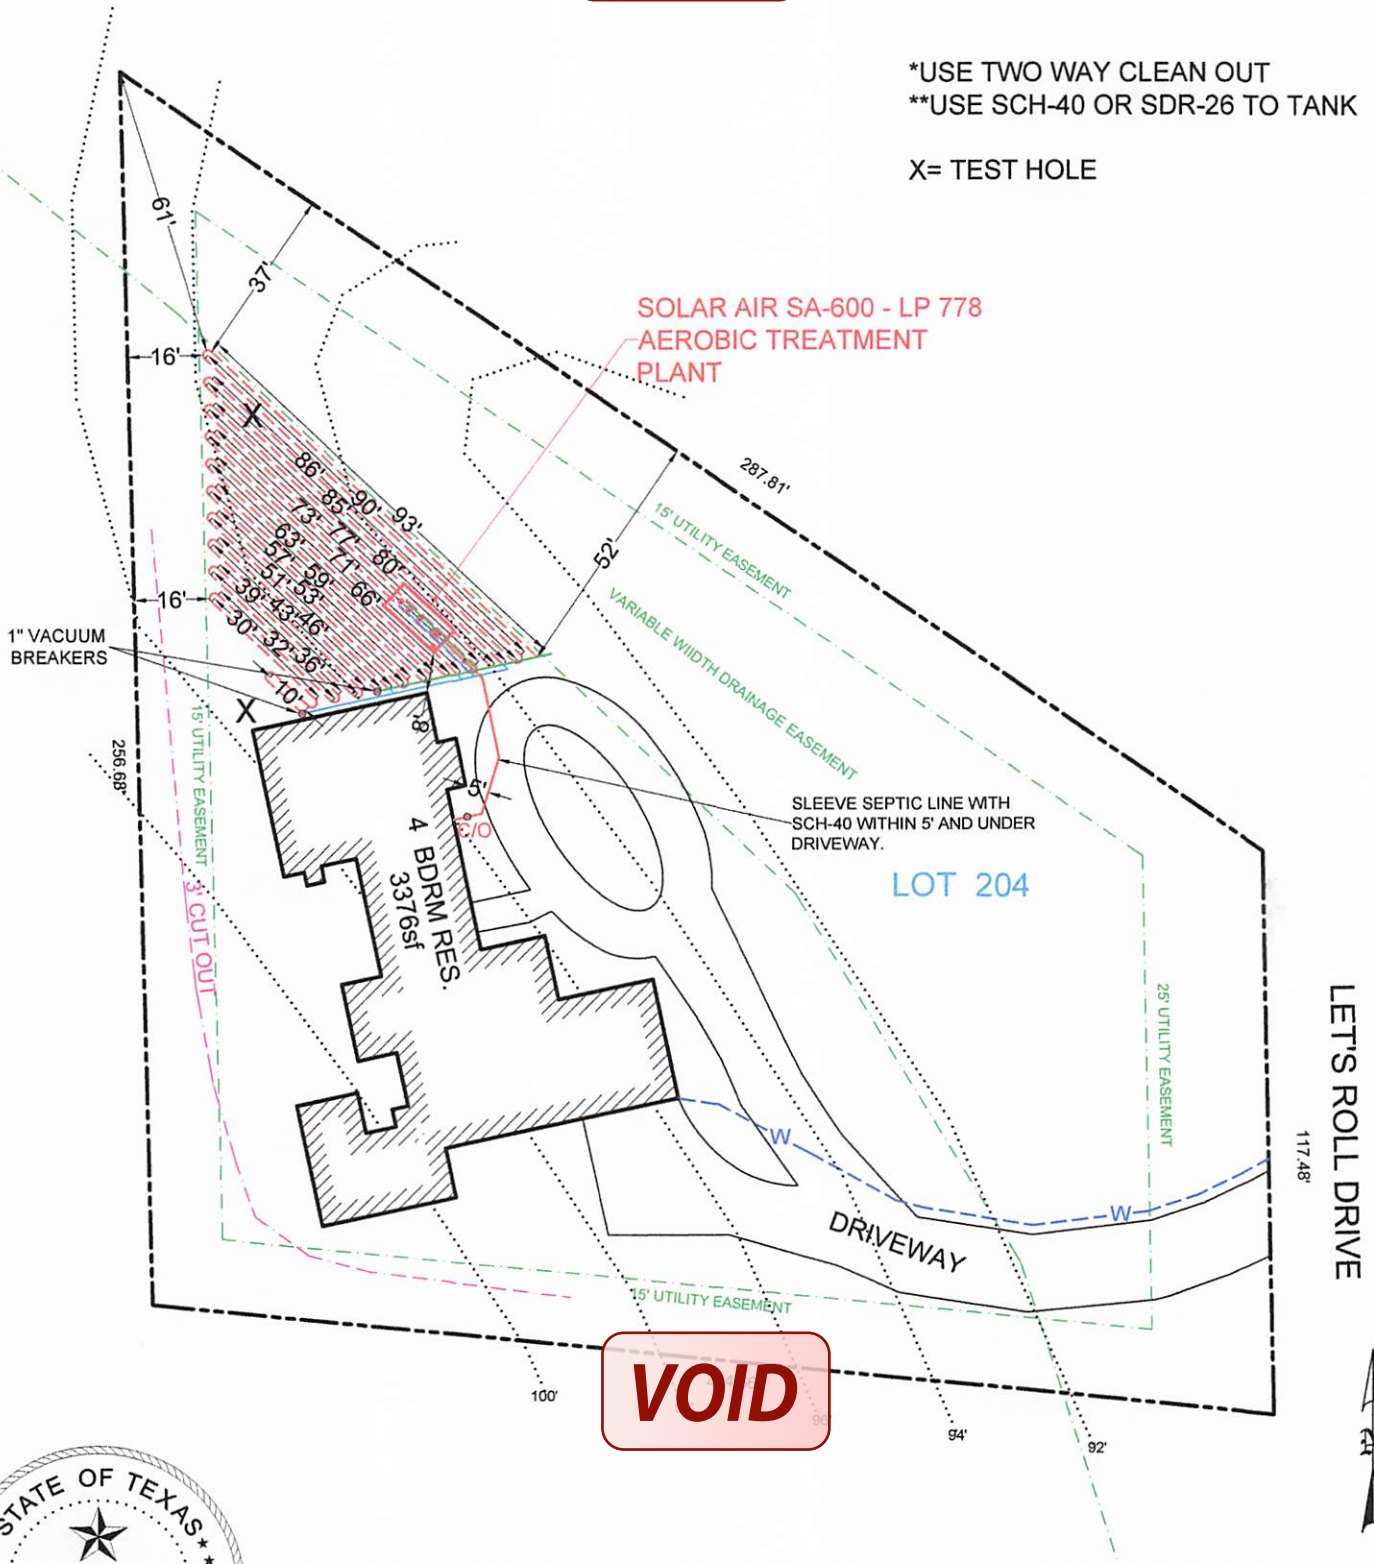 *USE TWO WAY CLEAN OUT
**USE SCH-40 OR SDR-26 TO TANK
X= TEST HOLE
61'
37'
SOLAR AIR SA-600 - LP 778
AEROBIC TREATMENT
PLANT
16'
X
287.81'
86'
90'
93'
85'
73'
77'
80'
63'
71'
66'
57'
59'
51'
53'
39'
43'
46'
30'
32'
36'
10'
52'
15' UTILITY EASEMENT
VARIABLE WIIDTH DRAINAGE EASEMENT
16'
1" VACUUM
BREAKERS
X
8'
5'
C/O
15' UTILITY EASEMENT
256.68'
SLEEVE SEPTIC LINE WITH
SCH-40 WITHIN 5' AND UNDER
DRIVEWAY.
4 BDRM RES.
3376sf
LOT 204
3' CUT OUT
25' UTILITY EASEMENT
LET'S ROLL DRIVE
117.48'
W
W
DRIVEWAY
15' UTILITY EASEMENT
VOID
100'
96'
94'
92'
STATE OF TEXAS